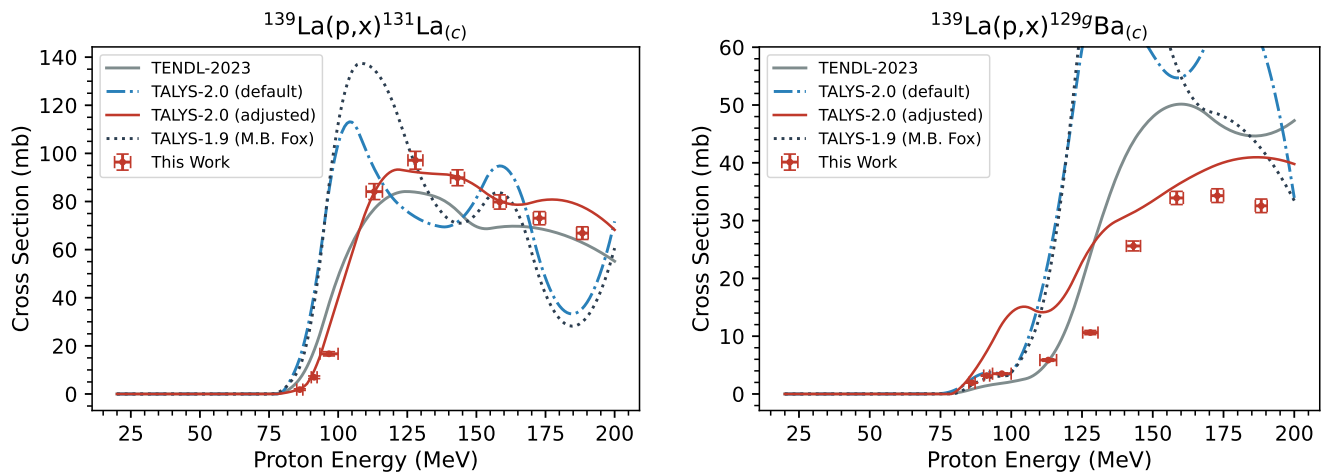 ¹³⁹La(p,x)¹³¹La₍c₎
TENDL-2023
TALYS-2.0 (default)
TALYS-2.0 (adjusted)
TALYS-1.9 (M.B. Fox)
This Work
Cross Section (mb)
140
120
100
80
60
40
20
0
25 50 75 100 125 150 175 200
Proton Energy (MeV)
¹³⁹La(p,x)¹²⁹ᵍBa₍c₎
TENDL-2023
TALYS-2.0 (default)
TALYS-2.0 (adjusted)
TALYS-1.9 (M.B. Fox)
This Work
Cross Section (mb)
60
50
40
30
20
10
0
25 50 75 100 125 150 175 200
Proton Energy (MeV)